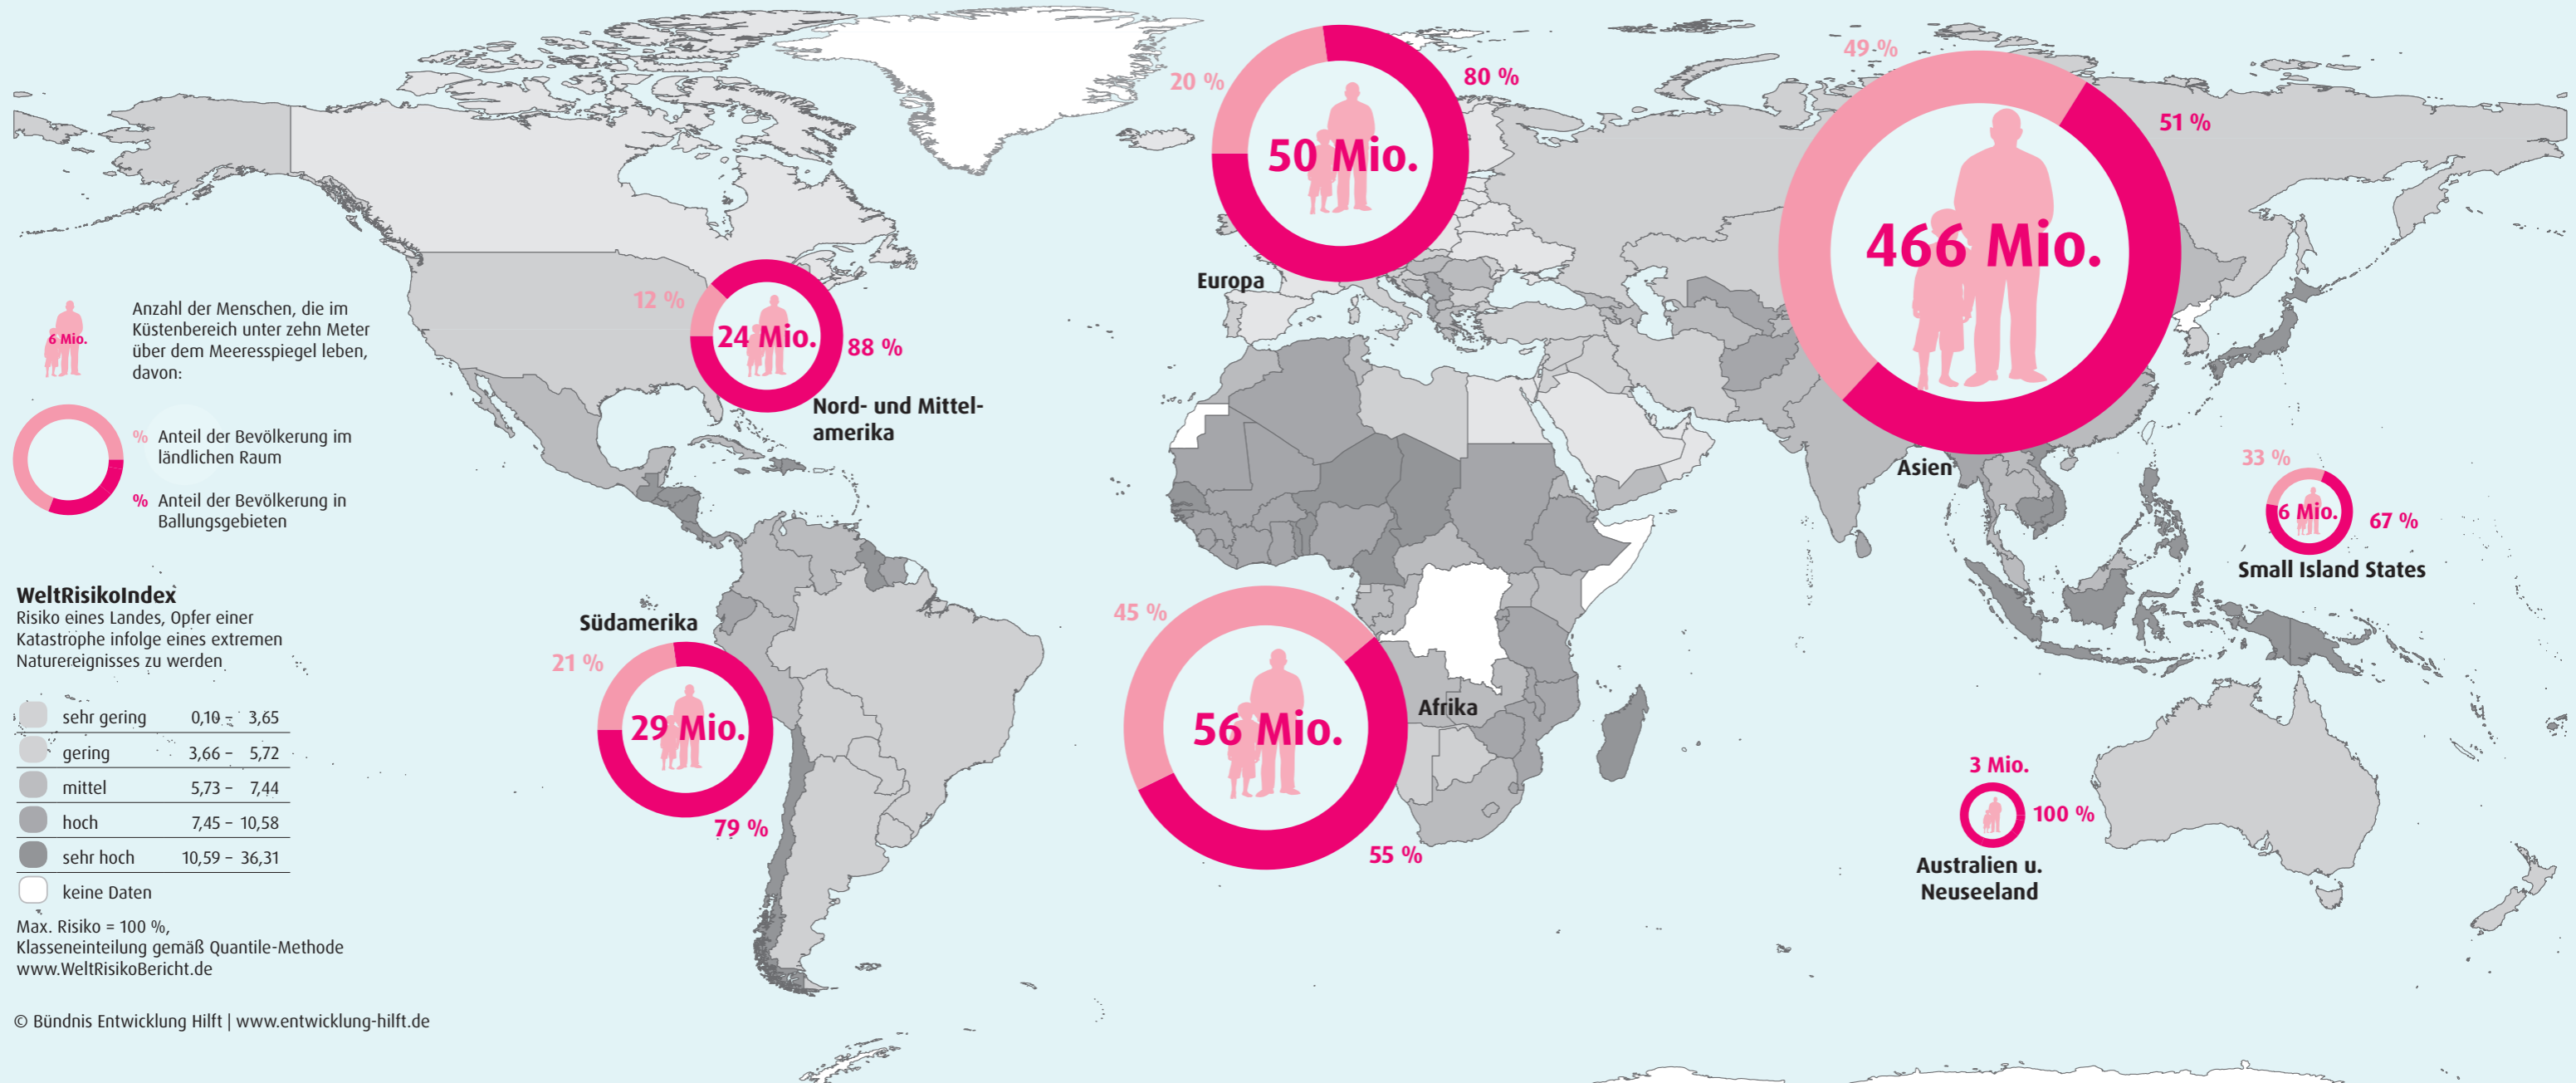 20 %
80 %
50 Mio.
Europa
49 %
51 %
466 Mio.
Asien
12 %
24 Mio.
88 %
Nord- und Mittel-
amerika
6 Mio.
Anzahl der Menschen, die im
Küstenbereich unter zehn Meter
über dem Meeresspiegel leben,
davon:
% Anteil der Bevölkerung im
ländlichen Raum
% Anteil der Bevölkerung in
Ballungsgebieten
33 %
6 Mio.
67 %
Small Island States
Südamerika
21 %
29 Mio.
79 %
45 %
56 Mio.
Afrika
55 %
3 Mio.
100 %
Australien u.
Neuseeland
WeltRisikoIndex
Risiko eines Landes, Opfer einer
Katastrophe infolge eines extremen
Naturereignisses zu werden
sehr gering 0,10 – 3,65
gering 3,66 – 5,72
mittel 5,73 – 7,44
hoch 7,45 – 10,58
sehr hoch 10,59 – 36,31
keine Daten
Max. Risiko = 100 %,
Klasseneinteilung gemäß Quantile-Methode
www.WeltRisikoBericht.de
© Bündnis Entwicklung Hilft | www.entwicklung-hilft.de